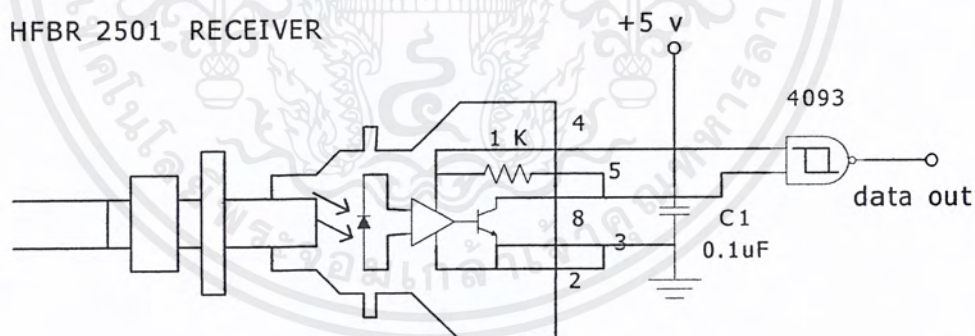 HFBR 2501 RECEIVER
+5 v
4093
4
1 K
5
8
3
2
C1
0.1uF
data out